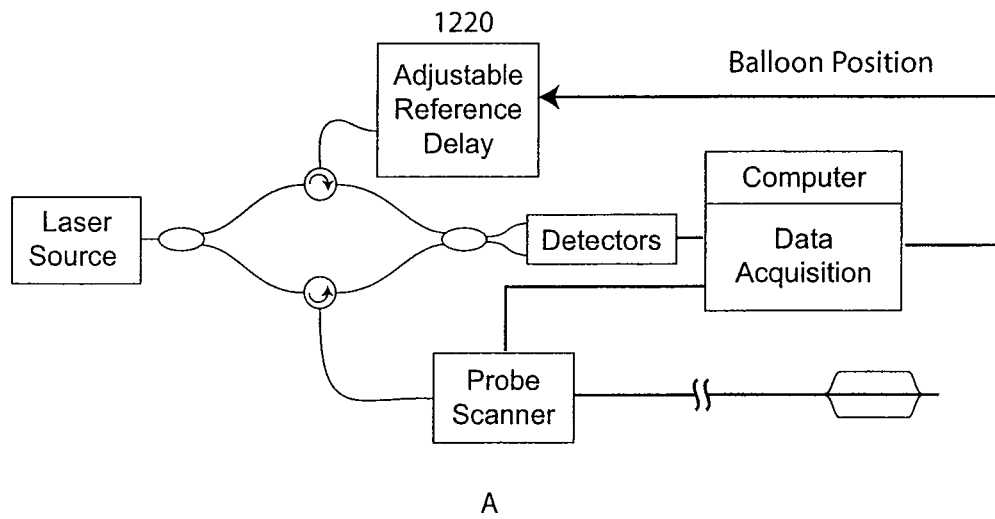 1220
Adjustable
Reference
Delay
Balloon Position
Laser
Source
Detectors
Computer
Data
Acquisition
Probe
Scanner
A